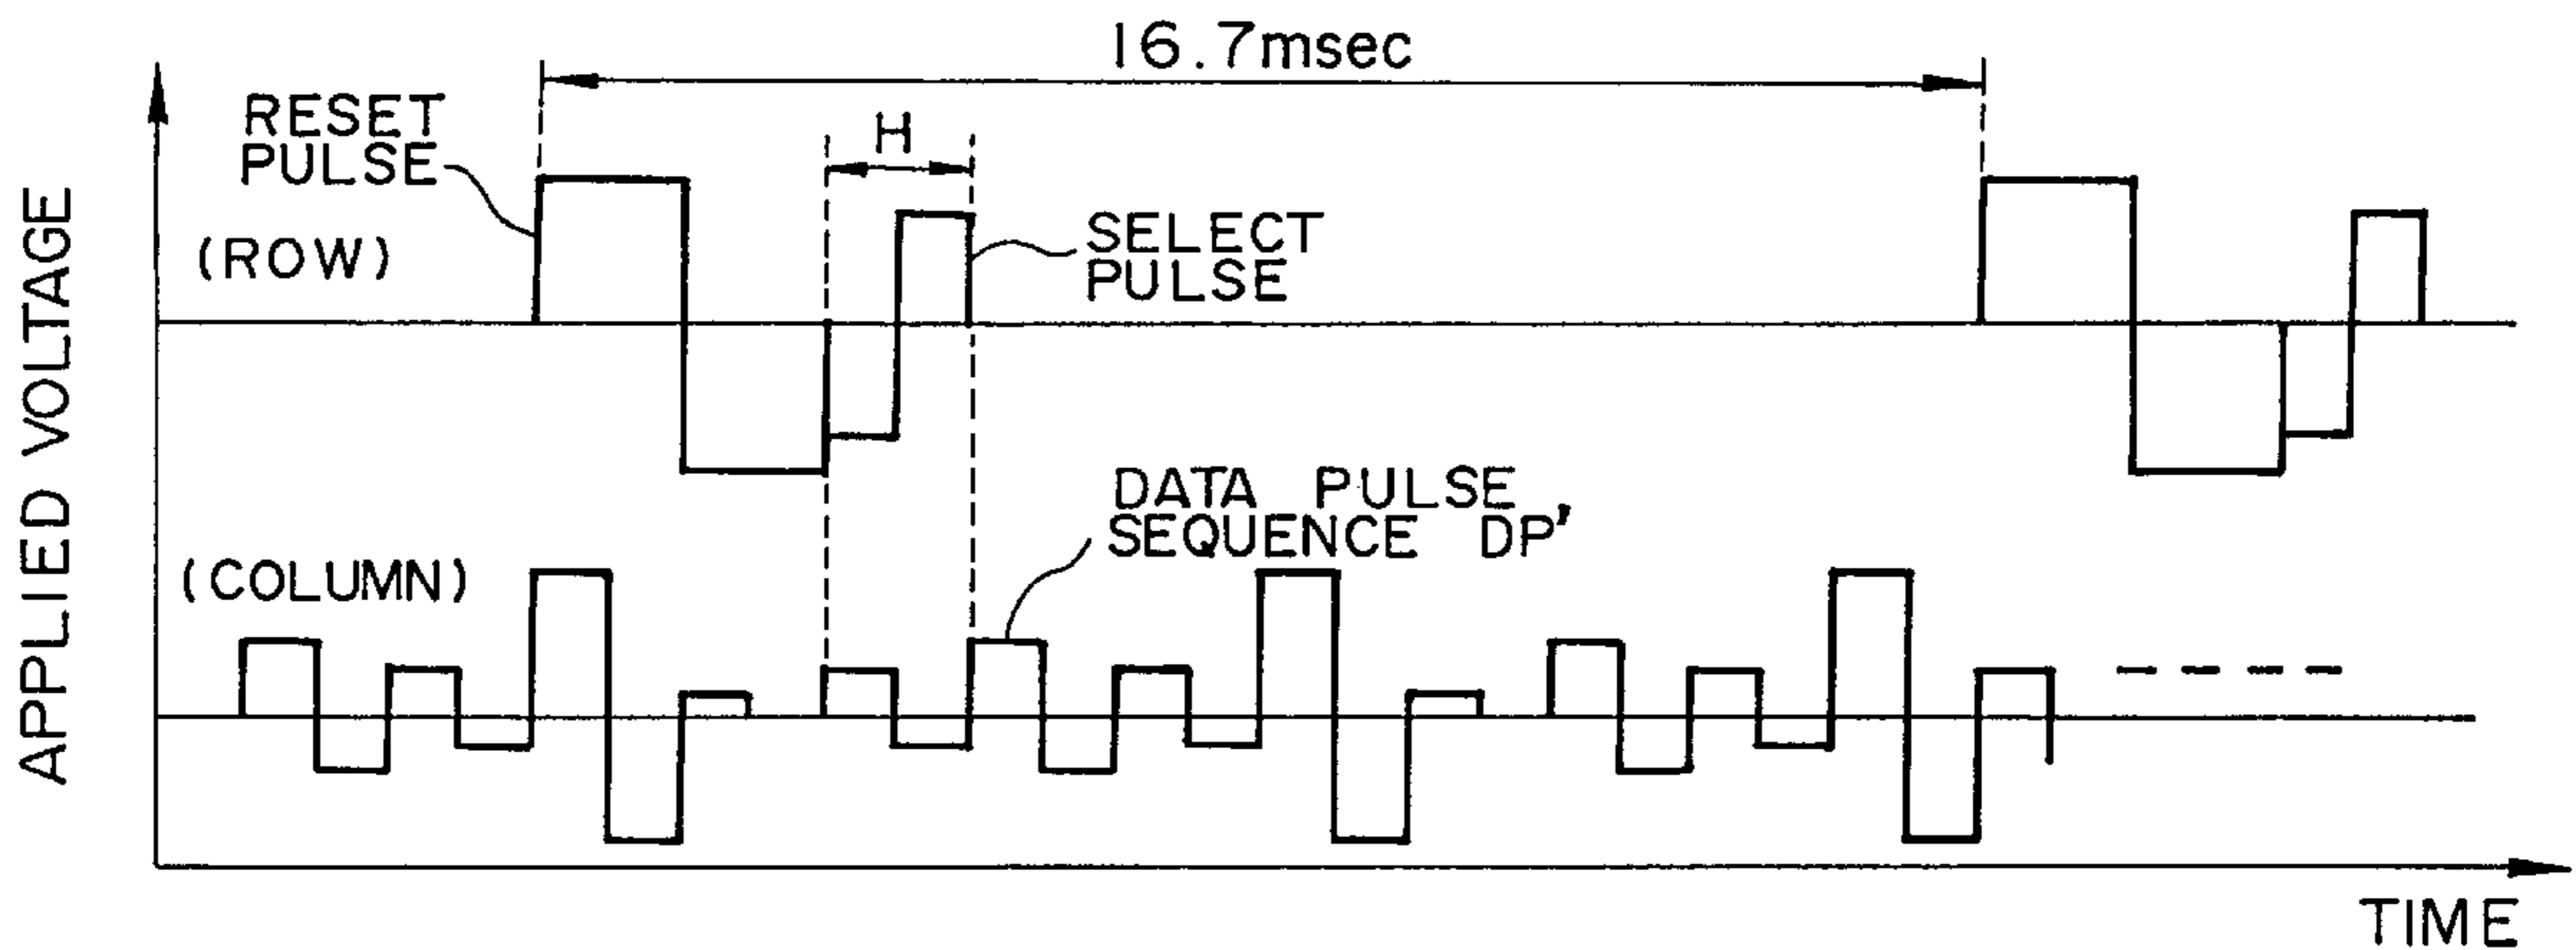 16.7msec
RESET
PULSE
H
(ROW)
SELECT
PULSE
APPLIED VOLTAGE
DATA PULSE
SEQUENCE DP'
(COLUMN)
TIME